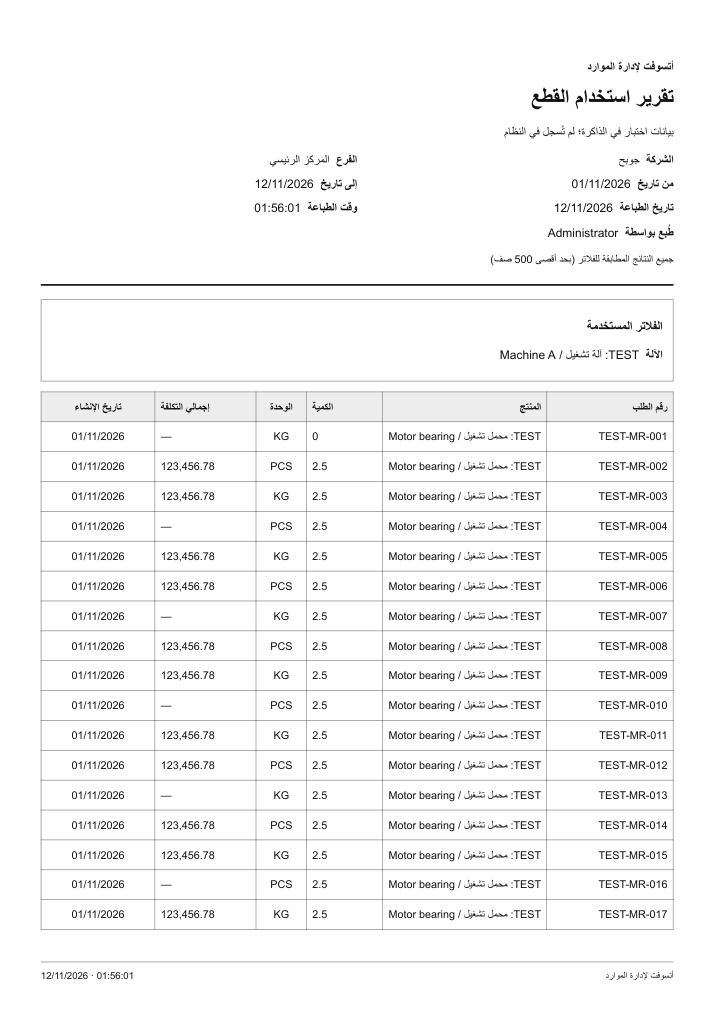 أتسوفت لإدارة الموارد
تقرير استخدام القطع
بيانات اختبار في الذاكرة؛ لم تُسجل في النظام
الشركة جويح الفرع المركز الرئيسي
من تاريخ 01/11/2026 إلى تاريخ 12/11/2026
تاريخ الطباعة 12/11/2026 وقت الطباعة 01:56:01
طُبع بواسطة Administrator
جميع النتائج المطابقة للفلاتر (بحد أقصى 500 صف)
الفلاتر المستخدمة
الآلة TEST: آلة تشغيل / Machine A
رقم الطلب المنتج الكمية الوحدة إجمالي التكلفة تاريخ الإنشاء
TEST-MR-001 TEST: محمل تشغيل / Motor bearing 0 KG — 01/11/2026
TEST-MR-002 TEST: محمل تشغيل / Motor bearing 2.5 PCS 123,456.78 01/11/2026
TEST-MR-003 TEST: محمل تشغيل / Motor bearing 2.5 KG 123,456.78 01/11/2026
TEST-MR-004 TEST: محمل تشغيل / Motor bearing 2.5 PCS — 01/11/2026
TEST-MR-005 TEST: محمل تشغيل / Motor bearing 2.5 KG 123,456.78 01/11/2026
TEST-MR-006 TEST: محمل تشغيل / Motor bearing 2.5 PCS 123,456.78 01/11/2026
TEST-MR-007 TEST: محمل تشغيل / Motor bearing 2.5 KG — 01/11/2026
TEST-MR-008 TEST: محمل تشغيل / Motor bearing 2.5 PCS 123,456.78 01/11/2026
TEST-MR-009 TEST: محمل تشغيل / Motor bearing 2.5 KG 123,456.78 01/11/2026
TEST-MR-010 TEST: محمل تشغيل / Motor bearing 2.5 PCS — 01/11/2026
TEST-MR-011 TEST: محمل تشغيل / Motor bearing 2.5 KG 123,456.78 01/11/2026
TEST-MR-012 TEST: محمل تشغيل / Motor bearing 2.5 PCS 123,456.78 01/11/2026
TEST-MR-013 TEST: محمل تشغيل / Motor bearing 2.5 KG — 01/11/2026
TEST-MR-014 TEST: محمل تشغيل / Motor bearing 2.5 PCS 123,456.78 01/11/2026
TEST-MR-015 TEST: محمل تشغيل / Motor bearing 2.5 KG 123,456.78 01/11/2026
TEST-MR-016 TEST: محمل تشغيل / Motor bearing 2.5 PCS — 01/11/2026
TEST-MR-017 TEST: محمل تشغيل / Motor bearing 2.5 KG 123,456.78 01/11/2026
أتسوفت لإدارة الموارد 12/11/2026 · 01:56:01